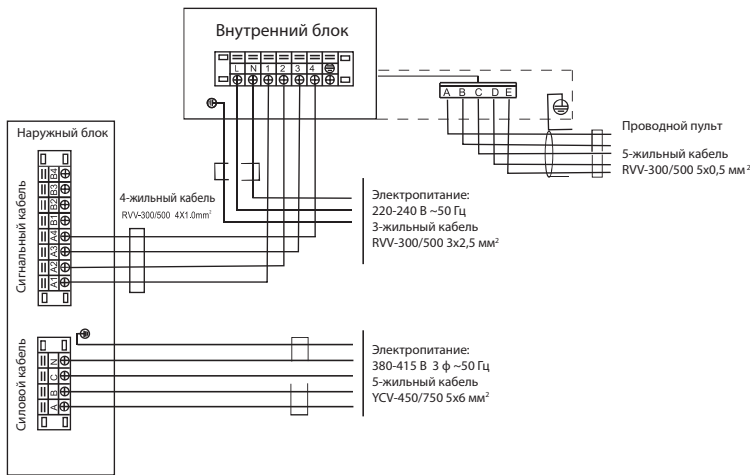 Внутренний блок
L N 1 2 3 4
A B C D E
Проводной пульт
5-жильный кабель
RVV-300/500 5x0,5 мм²
Наружный блок
Сигнальный кабель
B4
B3
B2
B1
A4
A3
A2
A1
4-жильный кабель
RVV-300/500 4X1.0mm²
Электропитание:
220-240 В ~50 Гц
3-жильный кабель
RVV-300/500 3x2,5 мм²
Силовой кабель
N
C
B
A
Электропитание:
380-415 В 3 ф ~50 Гц
5-жильный кабель
YCV-450/750 5x6 мм²